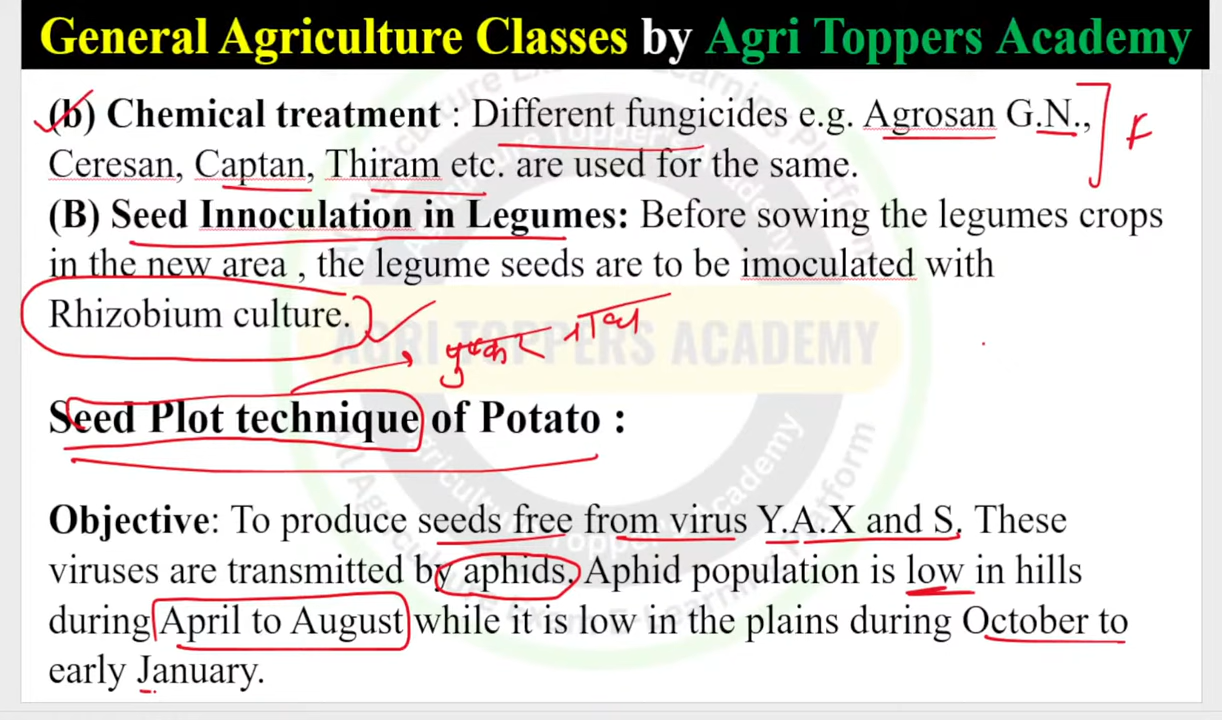 General Agriculture Classes by Agri Toppers Academy
(b) Chemical treatment : Different fungicides e.g. Agrosan G.N.,
Ceresan, Captan, Thiram etc. are used for the same.
(B) Seed Innoculation in Legumes: Before sowing the legumes crops
in the new area , the legume seeds are to be imoculated with
Rhizobium culture.
AGRI TOPPERS ACADEMY
Seed Plot technique of Potato :
Objective: To produce seeds free from virus Y.A.X and S. These
viruses are transmitted by aphids. Aphid population is low in hills
during April to August while it is low in the plains during October to
early January.